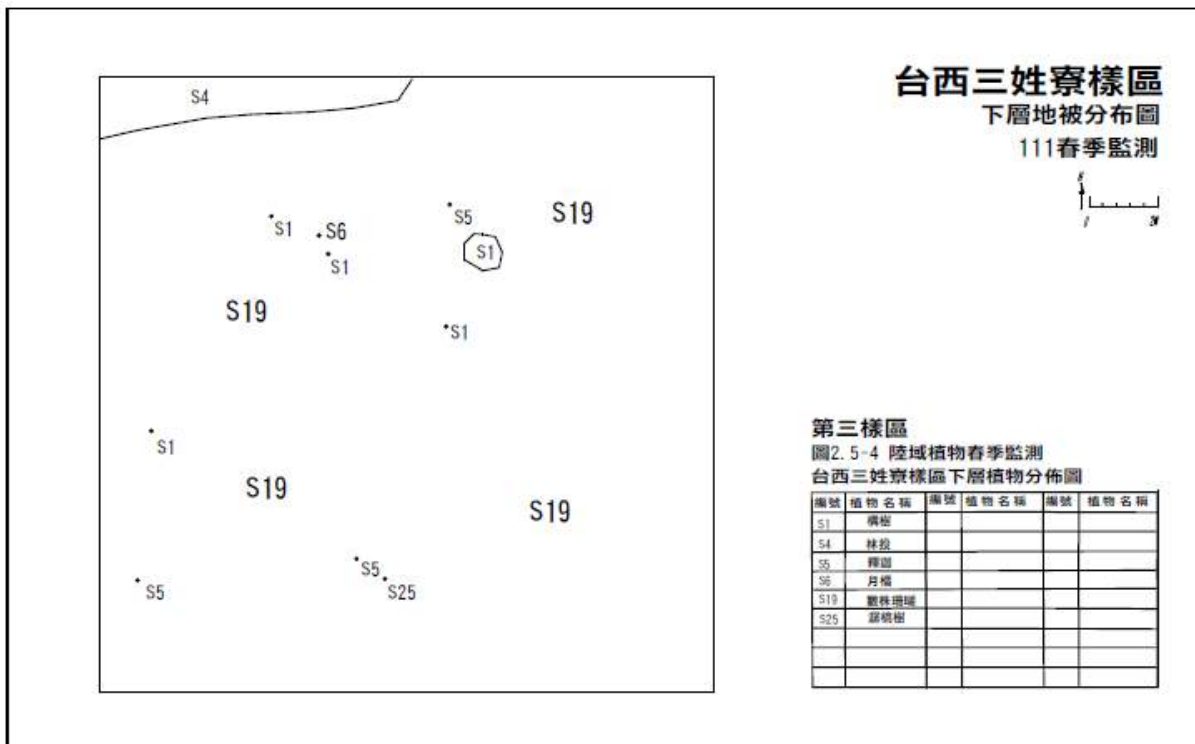 台西三姓寮樣區
下層地被分布圖
111春季監測
S4
S1
S6
S1
S5
S19
S1
S19
S1
S1
S19
S19
S5
S5
S25
第三樣區
圖2.5-4 陸域植物春季監測
台西三姓寮樣區下層植物分佈圖
編號 植物名稱 編號 植物名稱 編號 植物名稱
S1 構樹
S4 林投
S5 釋迦
S6 月橘
S19 數株珊瑚
S25